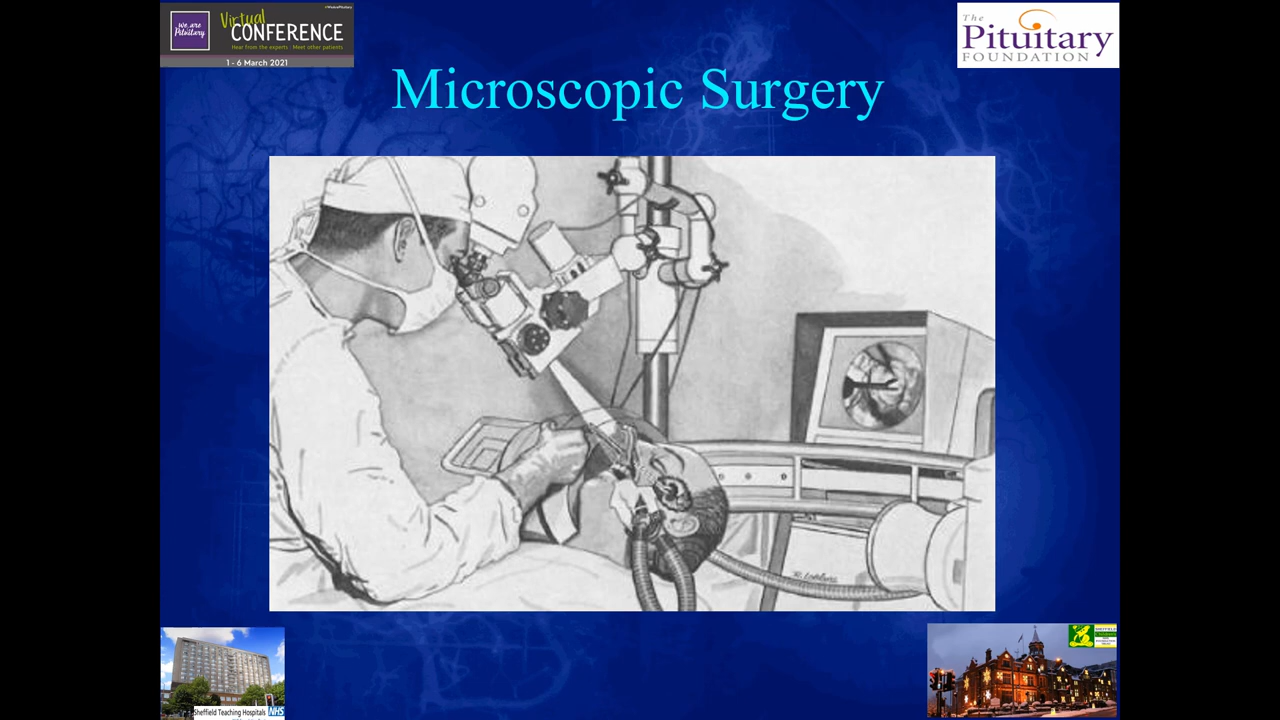 #WeArePituitary
we are
Pituitary
Virtual
CONFERENCE
Hear from the experts | Meet other patients
1 - 6 March 2021
The
Pituitary
FOUNDATION
Microscopic Surgery
Sheffield Teaching Hospitals NHS